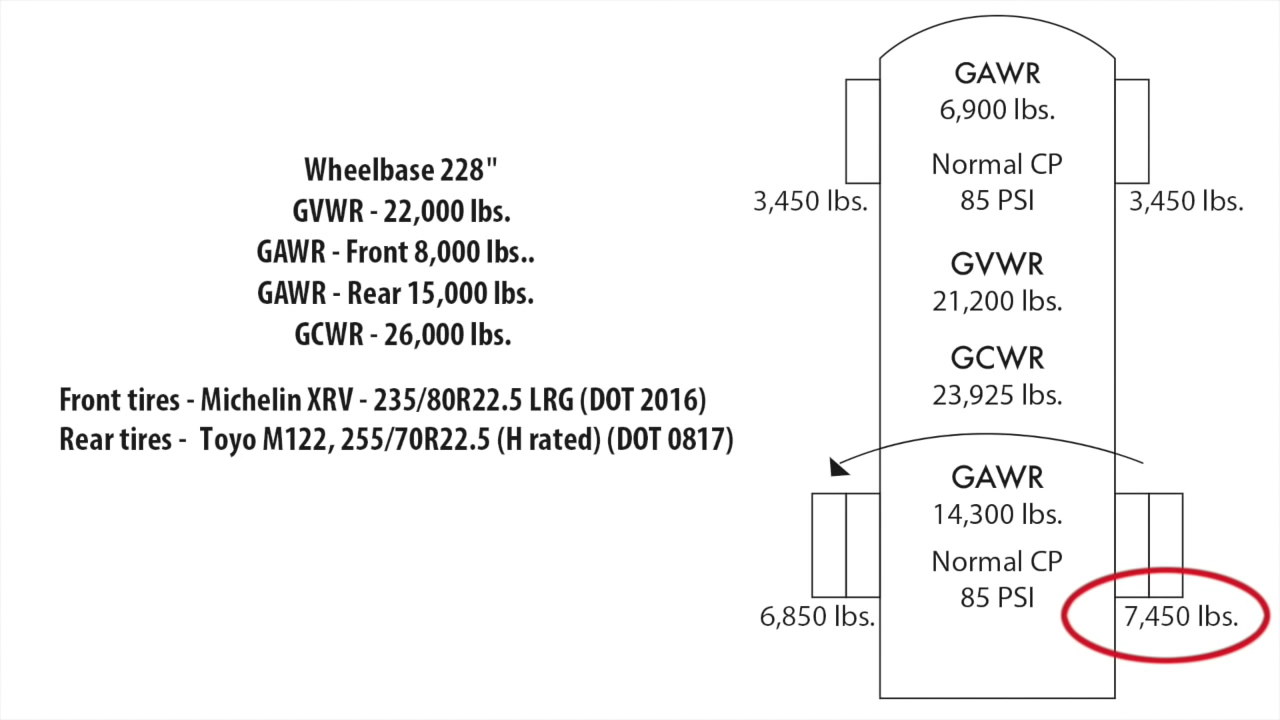 Wheelbase 228"
GVWR - 22,000 lbs.
GAWR - Front 8,000 lbs..
GAWR - Rear 15,000 lbs.
GCWR - 26,000 lbs.
Front tires - Michelin XRV - 235/80R22.5 LRG (DOT 2016)
Rear tires - Toyo M122, 255/70R22.5 (H rated) (DOT 0817)
GAWR
6,900 lbs.
Normal CP
85 PSI
3,450 lbs.
3,450 lbs.
GVWR
21,200 lbs.
GCWR
23,925 lbs.
GAWR
14,300 lbs.
Normal CP
85 PSI
6,850 lbs.
7,450 lbs.